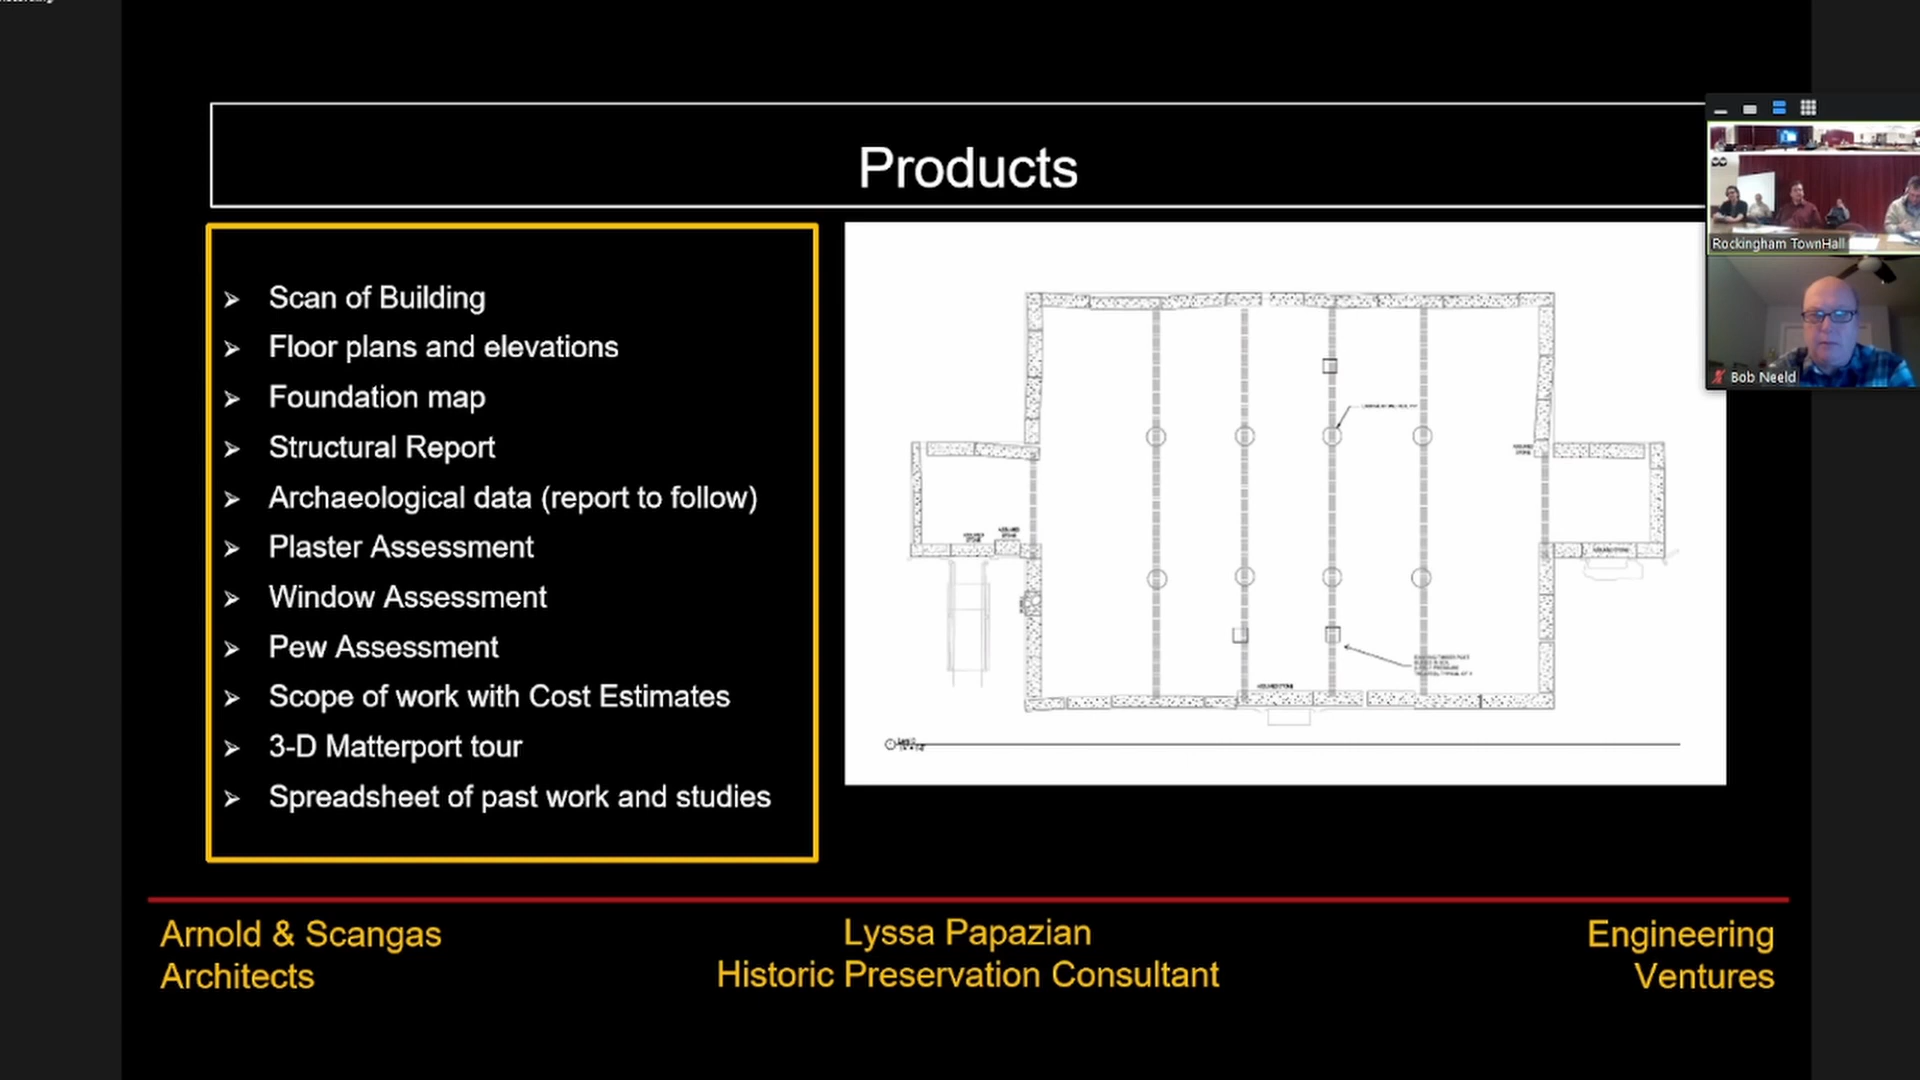 Products
Scan of Building
Floor plans and elevations
Foundation map
Structural Report
Archaeological data (report to follow)
Plaster Assessment
Window Assessment
Pew Assessment
Scope of work with Cost Estimates
3-D Matterport tour
Spreadsheet of past work and studies
Rockingham TownHall
Bob Neeld
Arnold & Scangas
Architects
Lyssa Papazian
Historic Preservation Consultant
Engineering
Ventures